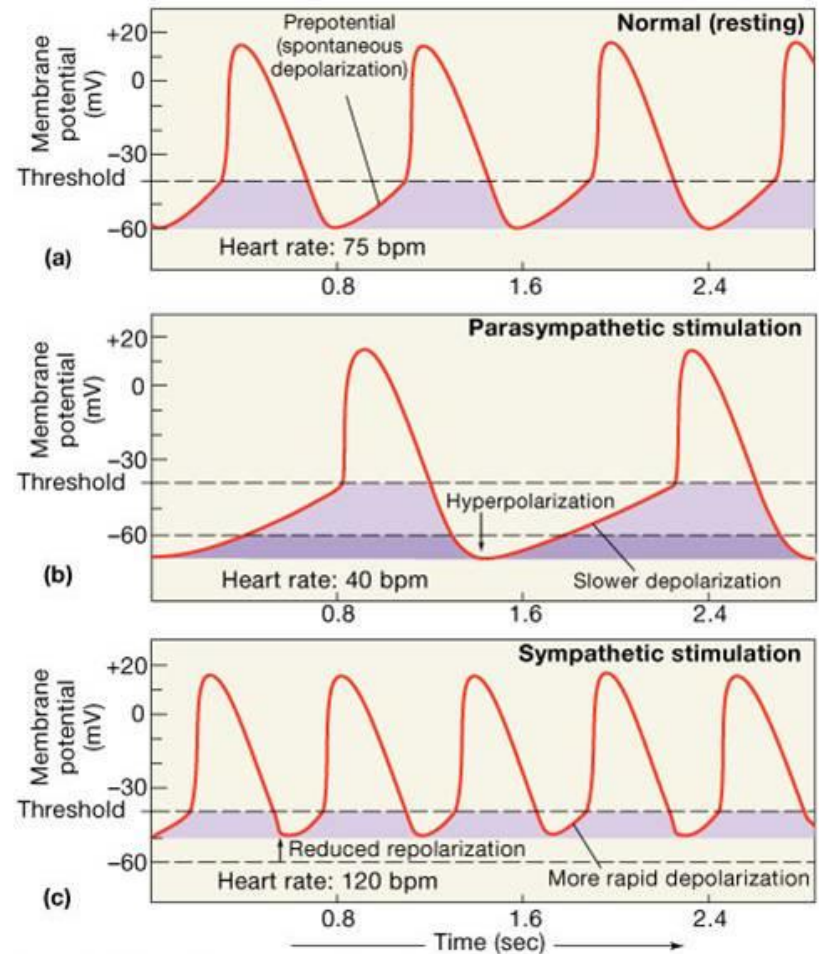 Normal (resting)
Prepotential
(spontaneous
depolarization)
Membrane
potential
(mV)
+20
0
−30
Threshold
−60
(a)
Heart rate: 75 bpm
0.8
1.6
2.4
Parasympathetic stimulation
Membrane
potential
(mV)
+20
0
−30
Threshold
Hyperpolarization
−60
(b)
Heart rate: 40 bpm
Slower depolarization
0.8
1.6
2.4
Sympathetic stimulation
Membrane
potential
(mV)
+20
0
−30
Threshold
Reduced repolarization
−60
(c)
Heart rate: 120 bpm
More rapid depolarization
0.8
1.6
2.4
Time (sec)